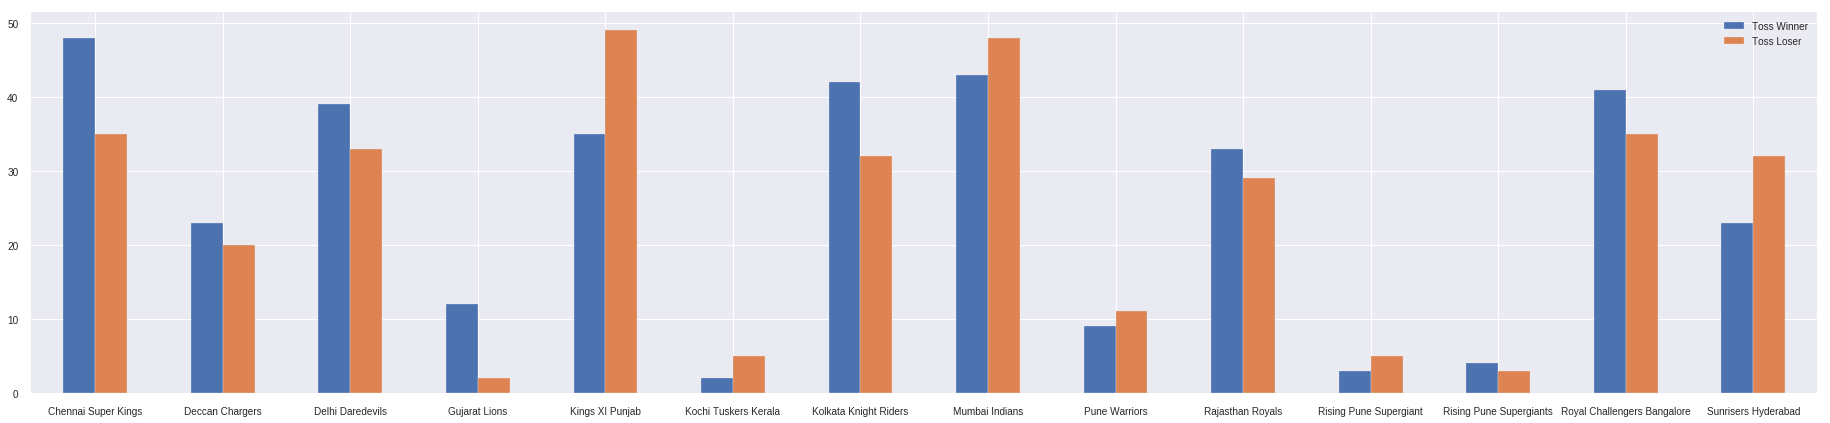 50
40
30
20
10
0
Toss Winner
Toss Loser
Chennai Super Kings Deccan Chargers Delhi Daredevils Gujarat Lions Kings XI Punjab Kochi Tuskers Kerala Kolkata Knight Riders Mumbai Indians Pune Warriors Rajasthan Royals Rising Pune Supergiant Rising Pune Supergiants Royal Challengers Bangalore Sunrisers Hyderabad